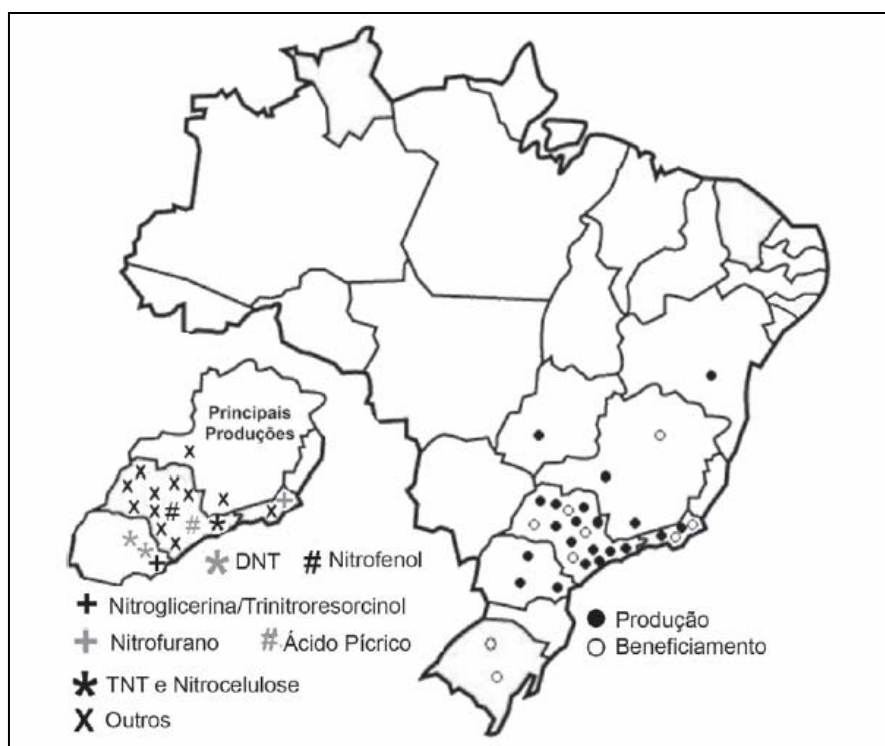 Principais
Produções
* DNT # Nitrofenol
+ Nitroglicerina/Trinitroresorcinol
+ Nitrofurano # Ácido Pícrico
* TNT e Nitrocelulose
X Outros
● Produção
○ Beneficiamento